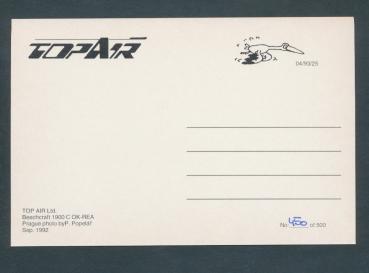 TOPAIR
04/93/25
TOP AIR Ltd.
Beechcraft 1900 C OK-REA
Prague photo by P. Popelář
Sep. 1992
No. 450 of 500